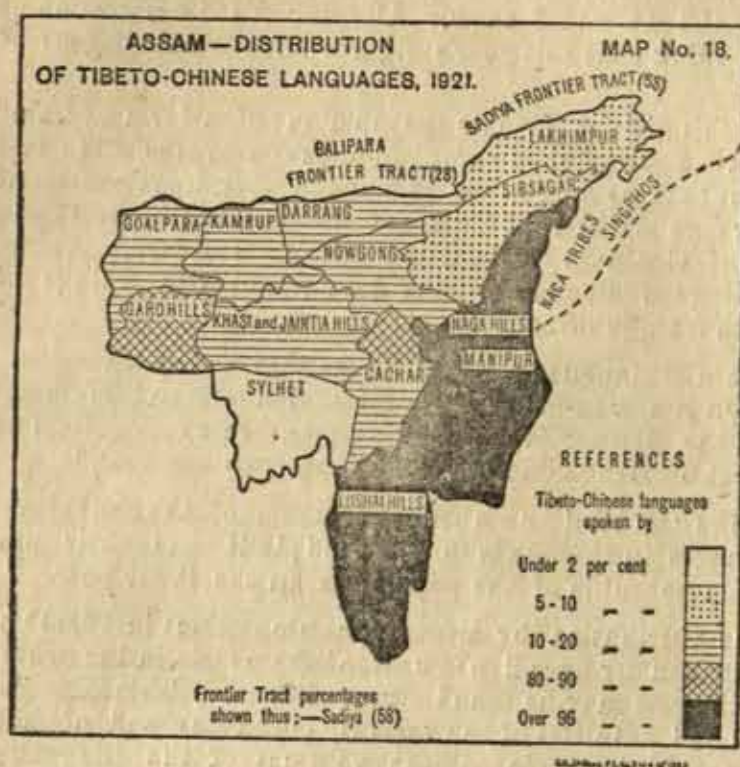 ASSAM—DISTRIBUTION
OF TIBETO-CHINESE LANGUAGES, 1921.
MAP No. 18.
SADIYA FRONTIER TRACT (58)
LAKHIMPUR
BALIPARA
FRONTIER TRACT (28)
SIBSAGAR
GOALPARA
KAMRUP
DARRANG
NOWGONG
NAGA TRIBES
SINGPHOS
GARO HILLS
KHASI and JAINTIA HILLS
NAGA HILLS
MANIPUR
CACHAR
SYLHET
LUSHAI HILLS
REFERENCES
Tibeto-Chinese languages
spoken by
Under 2 per cent
5 - 10 „ „
10 - 20 „ „
80 - 90 „ „
Over 96 „ „
Frontier Tract percentages
shown thus ;—Sadiya (58)